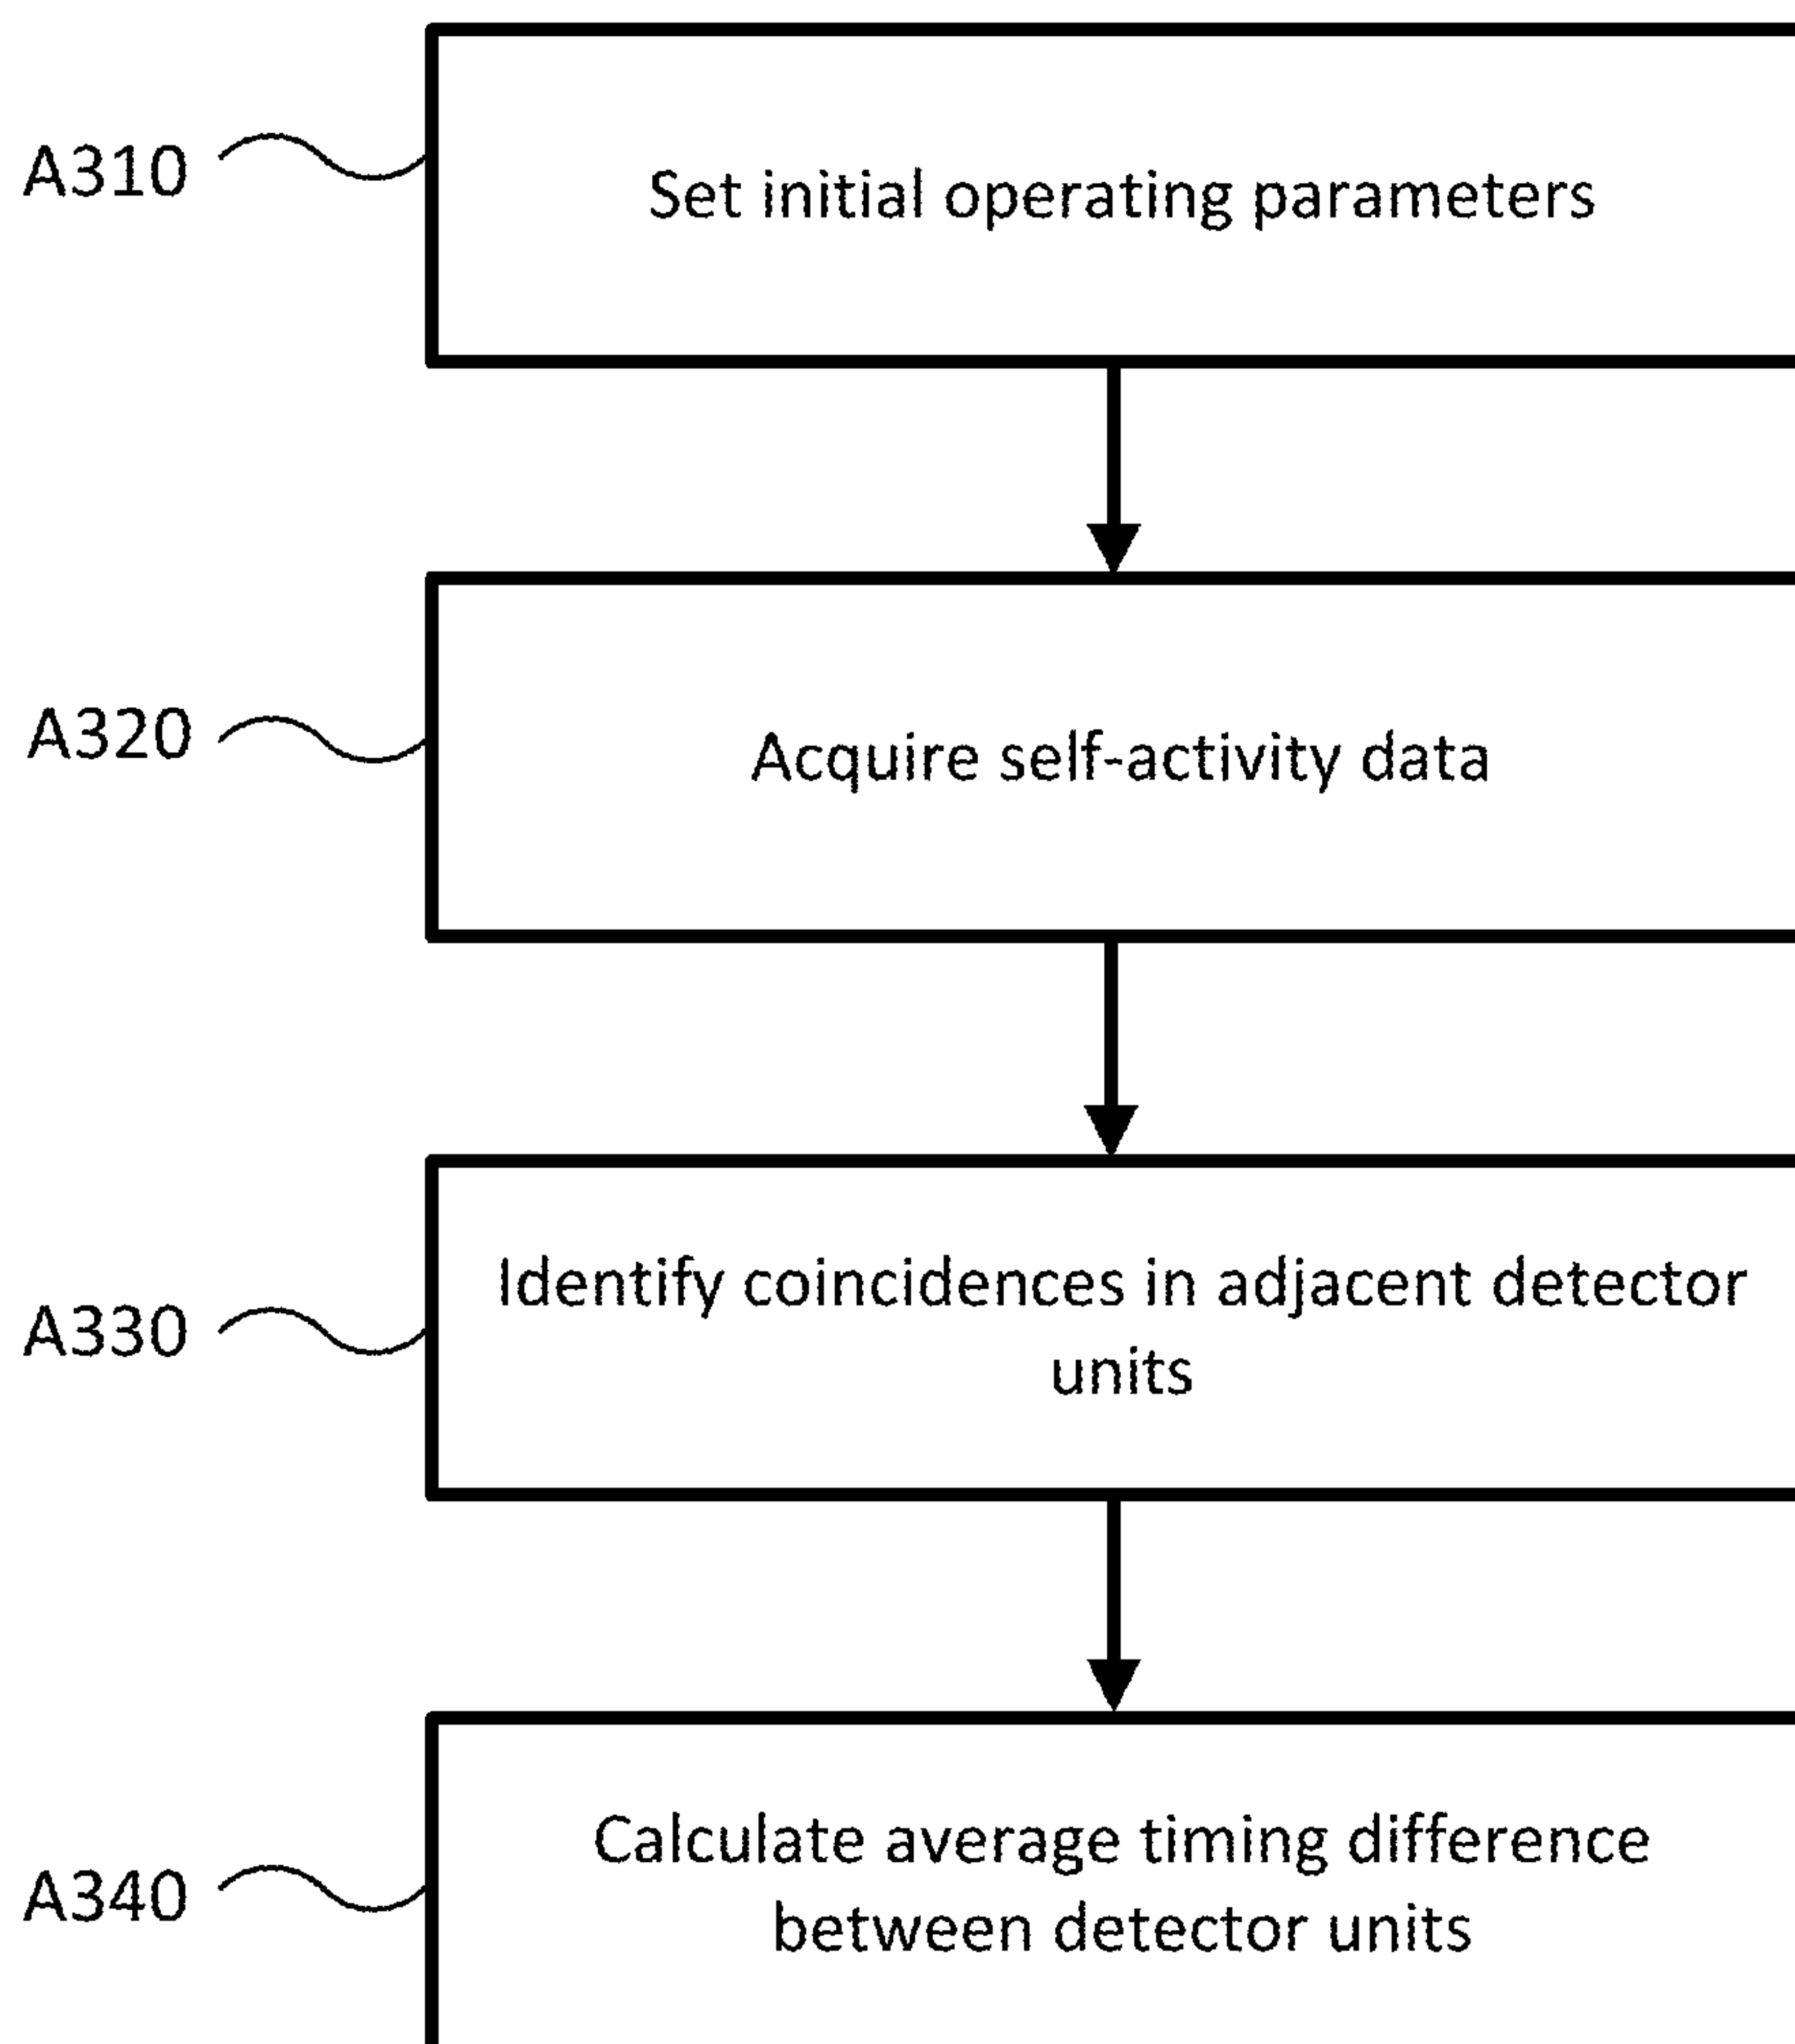 A310
Set initial operating parameters
A320
Acquire self-activity data
A330
Identify coincidences in adjacent detector
units
A340
Calculate average timing difference
between detector units